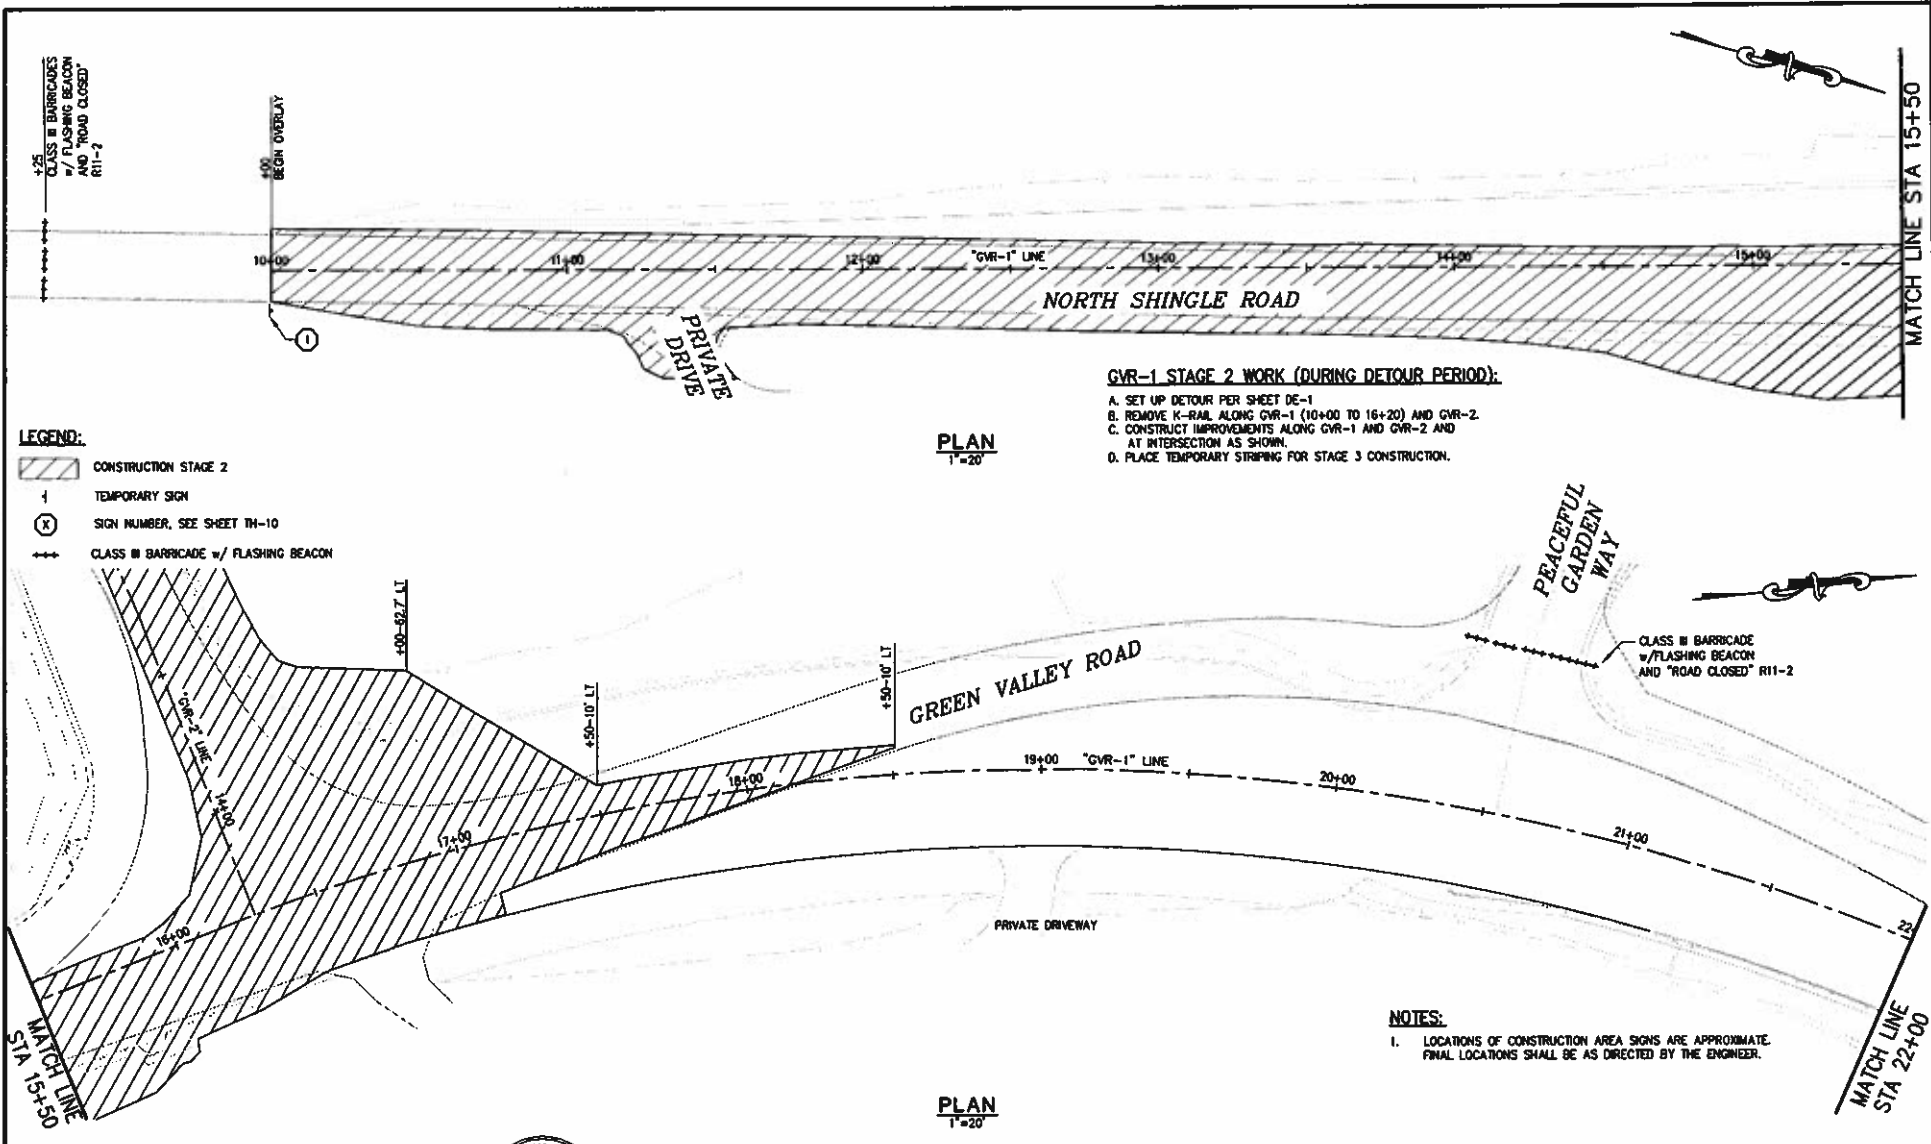 +25
CLASS III BARRICADES
w/ FLASHING BEACON
AND "ROAD CLOSED"
R11-2
+00
BEGIN OVERLAY
MATCH LINE STA 15+50
10+00
11+00
12+00
"GVR-1" LINE
13+00
14+00
15+00
NORTH SHINGLE ROAD
1
PRIVATE
DRIVE
GVR-1 STAGE 2 WORK (DURING DETOUR PERIOD):
A. SET UP DETOUR PER SHEET DE-1
B. REMOVE K-RAIL ALONG GVR-1 (10+00 TO 16+20) AND GVR-2.
C. CONSTRUCT IMPROVEMENTS ALONG GVR-1 AND GVR-2 AND
AT INTERSECTION AS SHOWN.
D. PLACE TEMPORARY STRIPING FOR STAGE 3 CONSTRUCTION.
PLAN
1"=20'
LEGEND:
CONSTRUCTION STAGE 2
TEMPORARY SIGN
X
SIGN NUMBER, SEE SHEET TH-10
CLASS III BARRICADE w/ FLASHING BEACON
+00-62.7' LT
+50-10' LT
+50-10' LT
GREEN VALLEY ROAD
PEACEFUL
GARDEN
WAY
CLASS III BARRICADE
w/FLASHING BEACON
AND "ROAD CLOSED" R11-2
"GVR-2" LINE
14+00
16+00
17+00
18+00
19+00
"GVR-1" LINE
20+00
21+00
22
PRIVATE DRIVEWAY
MATCH LINE
STA 15+50
NOTES:
1. LOCATIONS OF CONSTRUCTION AREA SIGNS ARE APPROXIMATE.
FINAL LOCATIONS SHALL BE AS DIRECTED BY THE ENGINEER.
MATCH LINE
STA 22+00
PLAN
1"=20'